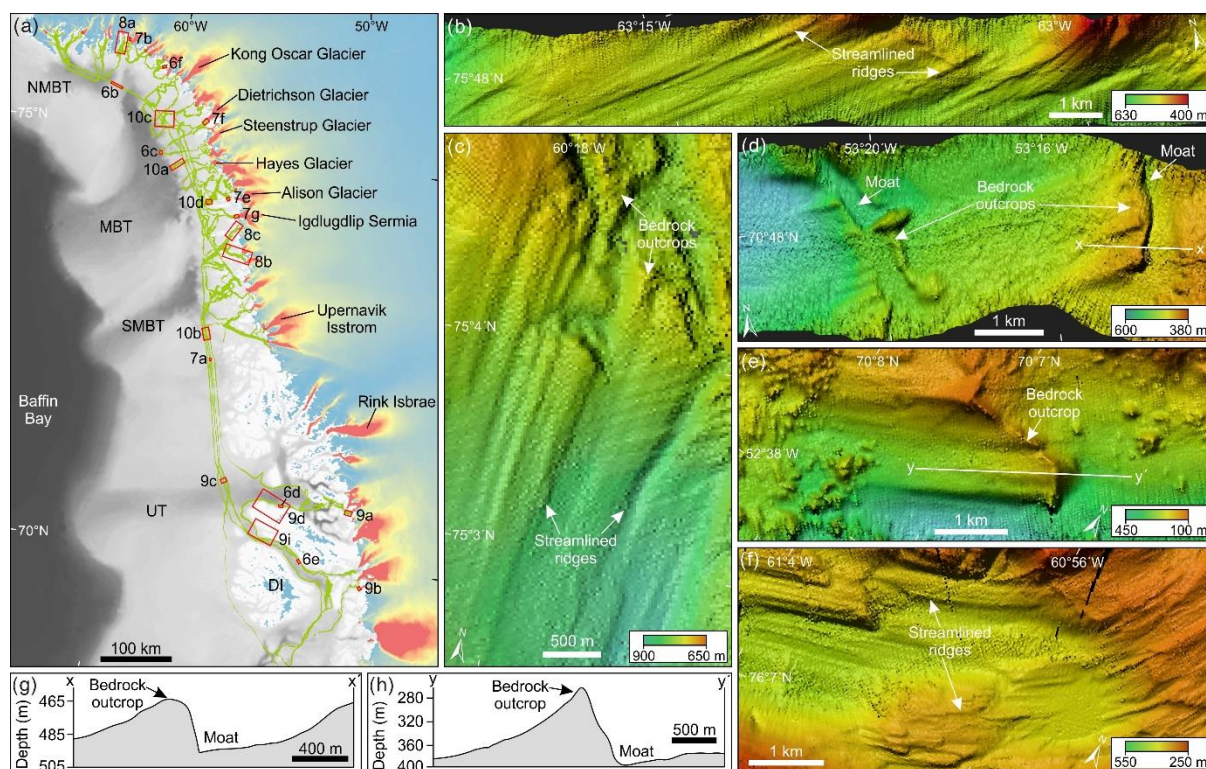 (a)
60°W
50°W
8a
7b
6f
Kong Oscar Glacier
NMBT
6b
Dietrichson Glacier
75°N
10c
7f
Steenstrup Glacier
6c
10a
Hayes Glacier
Alison Glacier
7e
10d
7g
Igdlugdlip Sermia
MBT
8c
8b
Upernavik
Isstrom
SMBT
10b
7a
Baffin
Bay
Rink Isbrae
9c
6d
9d
9a
UT
70°N
9i
6e
DI
9b
100 km
(b)
63°15´W
63°W
N
Streamlined
ridges
75°48´N
1 km
630 400 m
(c)
60°18´W
Bedrock
outcrops
75°4´N
75°3´N
Streamlined
ridges
N
500 m
900 650 m
(d)
53°20´W
53°16´W
Moat
Moat
Bedrock
outcrops
70°48´N
x x´
N
1 km
600 380 m
(e)
70°8´N
70°7´N
Bedrock
outcrop
52°38´W
y y´
1 km
N
450 100 m
(f)
61°4´W
60°56´W
Streamlined
ridges
76°7´N
1 km
N
550 250 m
(g)
x x´
Bedrock
outcrop
465
485
505
Depth (m)
Moat
400 m
(h)
y y´
Bedrock
outcrop
280
320
360
400
Depth (m)
500 m
Moat